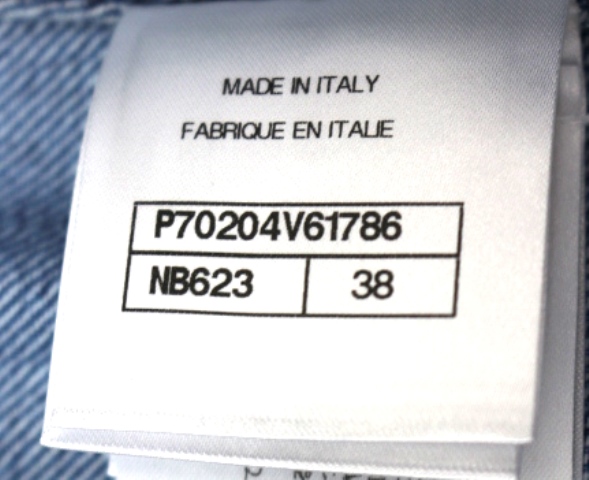 MADE IN ITALY
FABRIQUE EN ITALIE
P70204V61786
NB623 38